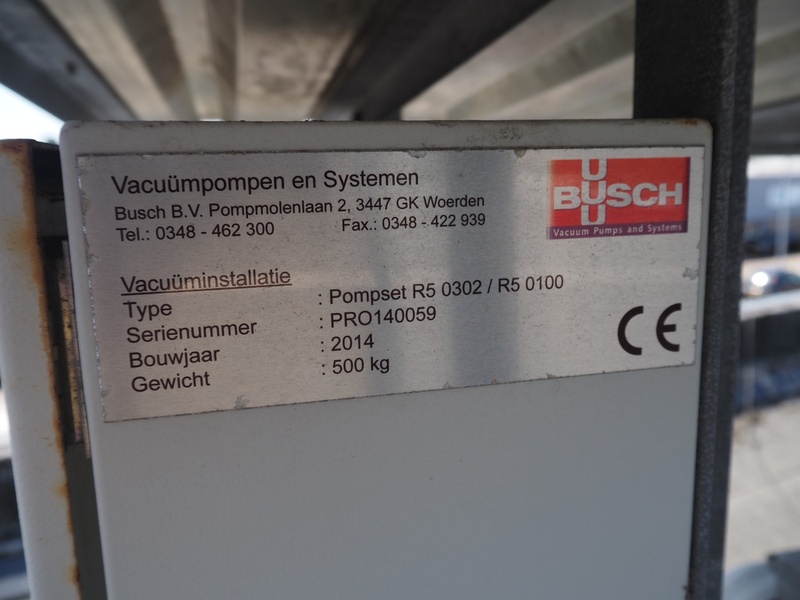 Vacuümpompen en Systemen
Busch B.V. Pompmolenlaan 2, 3447 GK Woerden
Tel.: 0348 - 462 300 Fax.: 0348 - 422 939
BUSCH
Vacuum Pumps and Systems
Vacuüminstallatie
Type : Pompset R5 0302 / R5 0100
Serienummer : PRO140059
Bouwjaar : 2014
Gewicht : 500 kg
CE